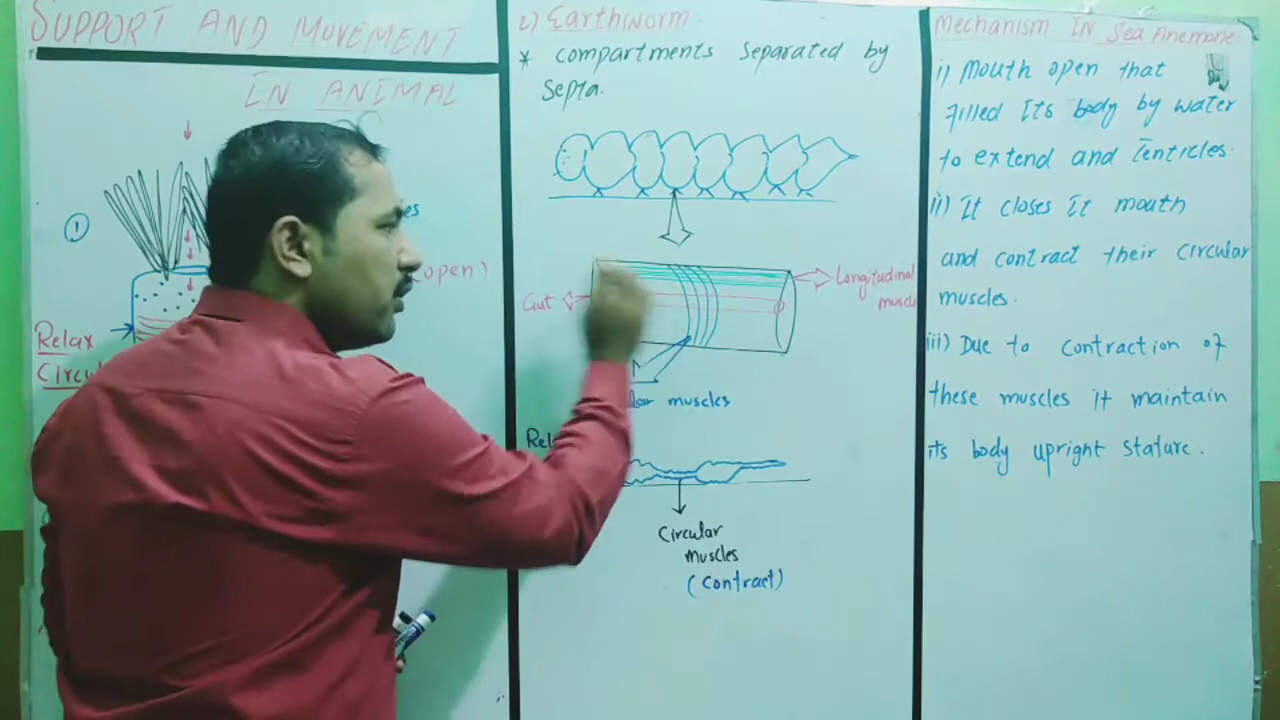 SUPPORT AND MOVEMENT
IN ANIMAL
①
open)
Relax
2) Earthworm
* compartments separated by
septa.
Gut
Longitudinal
muscles
Circular
muscles
(contract)
Mechanism IN Sea Anemone
i) Mouth open that
filled Its body by water
to extend and Tenticles.
ii) It closes It mouth
and contract their circular
muscles.
iii) Due to contraction of
these muscles it maintain
its body upright stature.